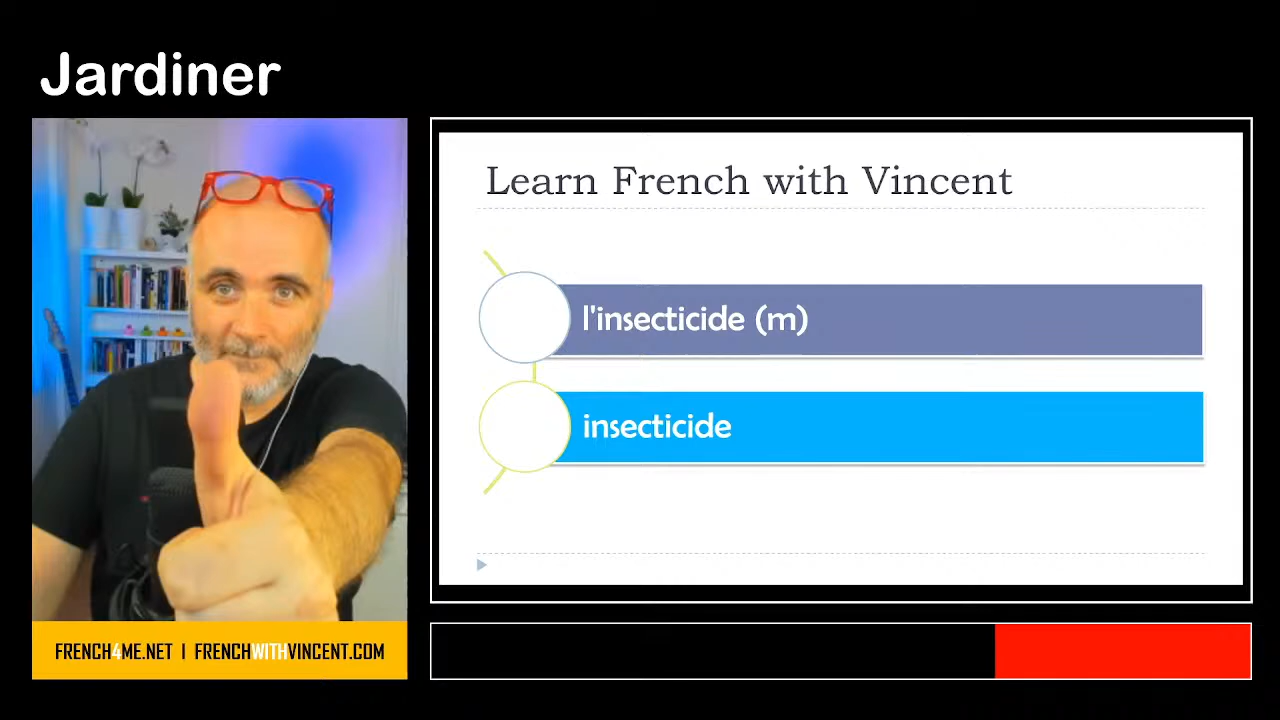 Jardiner
Learn French with Vincent
l'insecticide (m)
insecticide
FRENCH4ME.NET I FRENCHWITHVINCENT.COM